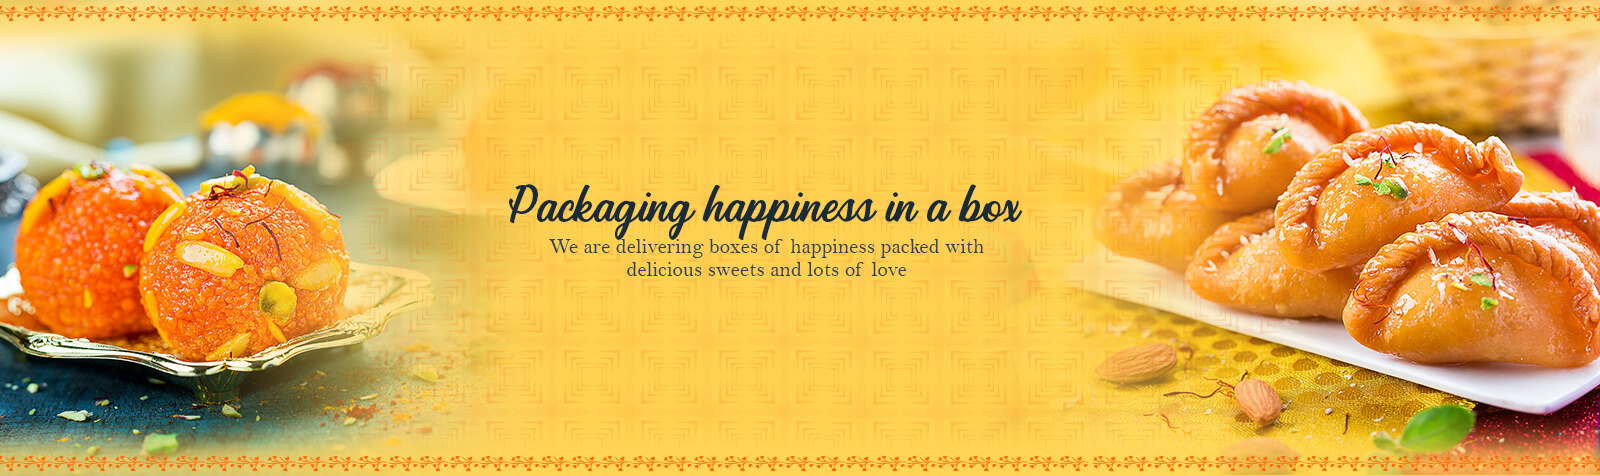 Packaging happiness in a box
We are delivering boxes of happiness packed with
delicious sweets and lots of love